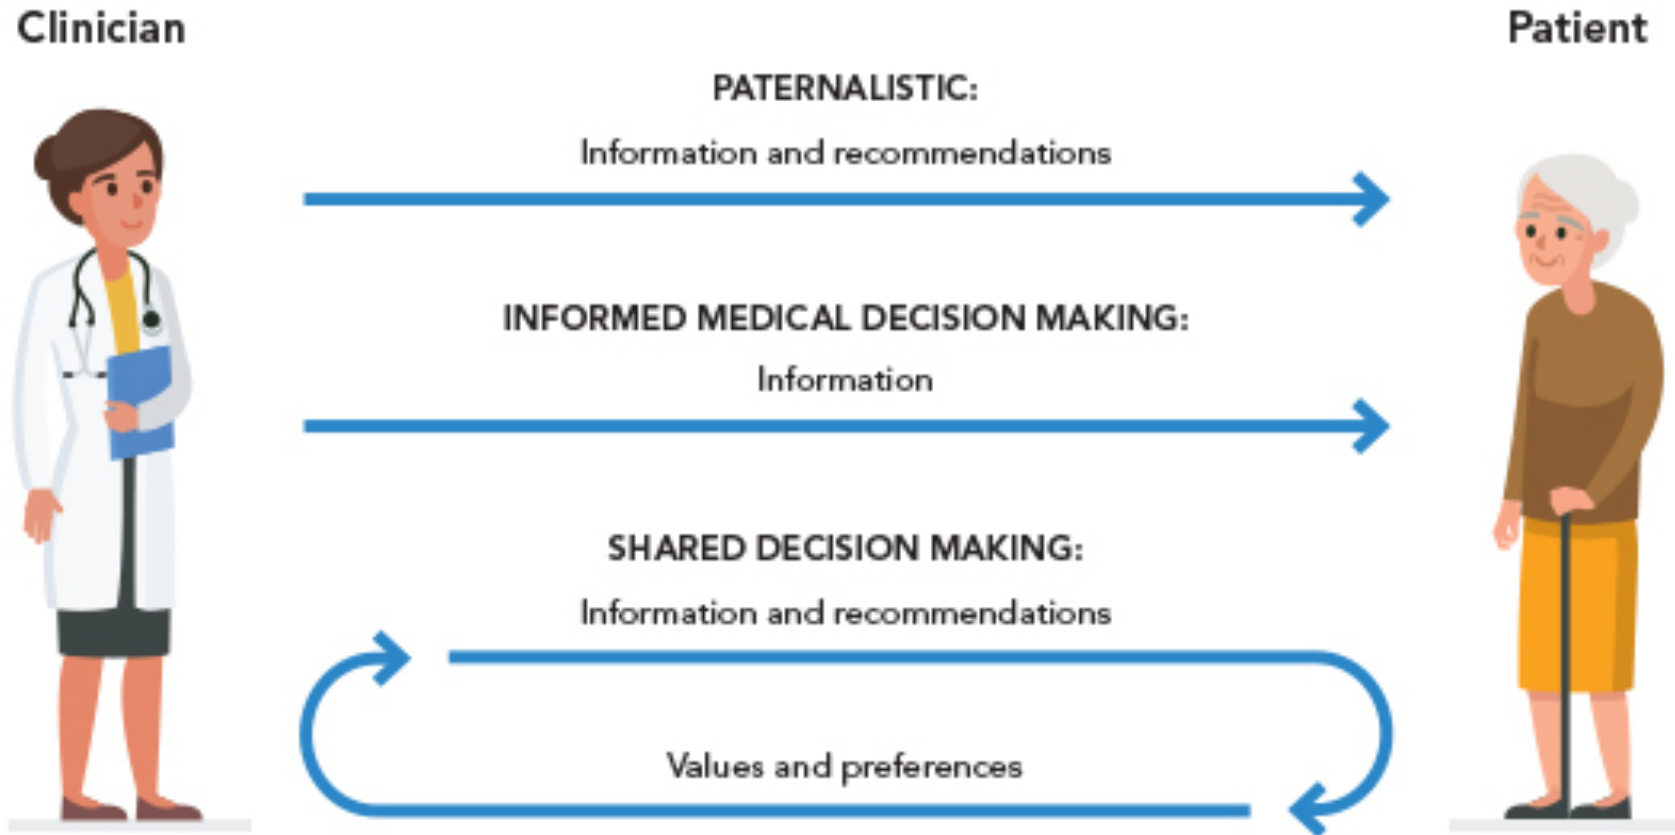 Clinician
Patient
PATERNALISTIC:
Information and recommendations
INFORMED MEDICAL DECISION MAKING:
Information
SHARED DECISION MAKING:
Information and recommendations
Values and preferences